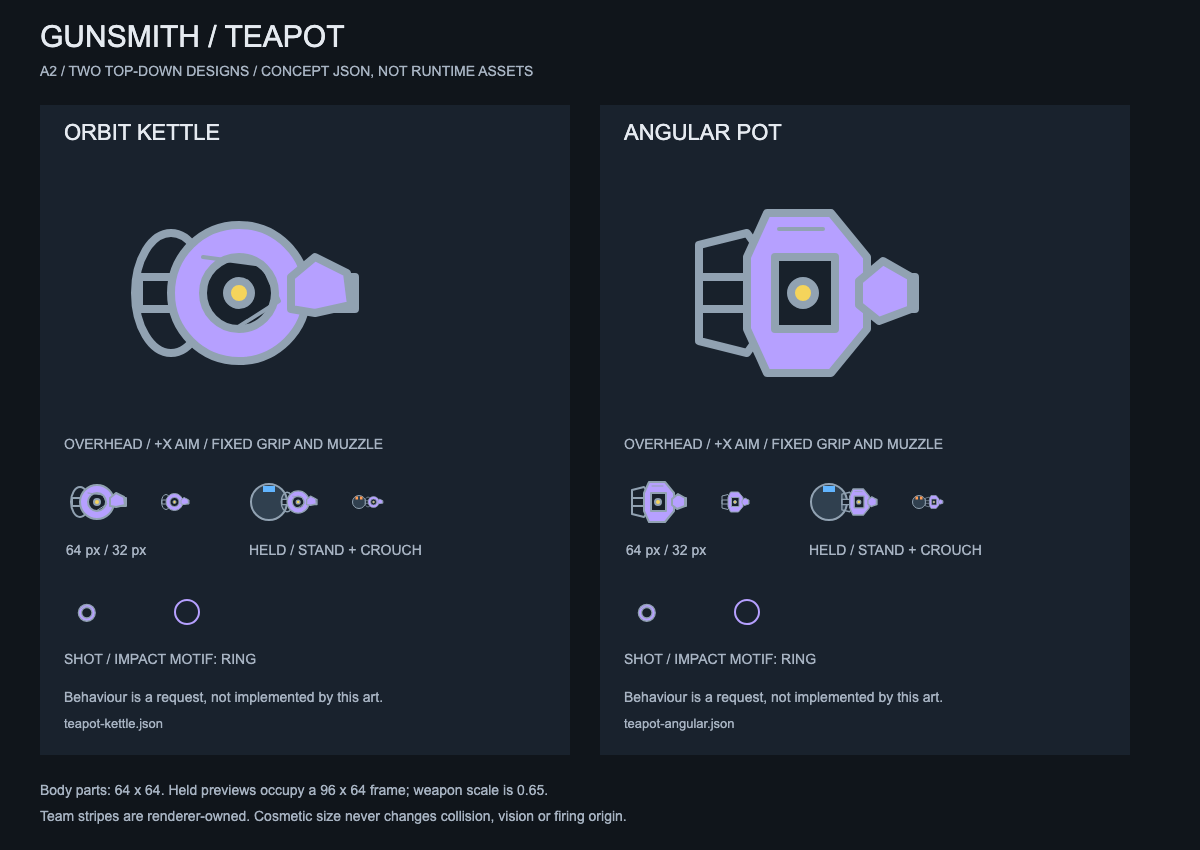 GUNSMITH / TEAPOT
A2 / TWO TOP-DOWN DESIGNS / CONCEPT JSON, NOT RUNTIME ASSETS
ORBIT KETTLE
OVERHEAD / +X AIM / FIXED GRIP AND MUZZLE
64 px / 32 px
HELD / STAND + CROUCH
SHOT / IMPACT MOTIF: RING
Behaviour is a request, not implemented by this art.
teapot-kettle.json
ANGULAR POT
OVERHEAD / +X AIM / FIXED GRIP AND MUZZLE
64 px / 32 px
HELD / STAND + CROUCH
SHOT / IMPACT MOTIF: RING
Behaviour is a request, not implemented by this art.
teapot-angular.json
Body parts: 64 x 64. Held previews occupy a 96 x 64 frame; weapon scale is 0.65.
Team stripes are renderer-owned. Cosmetic size never changes collision, vision or firing origin.